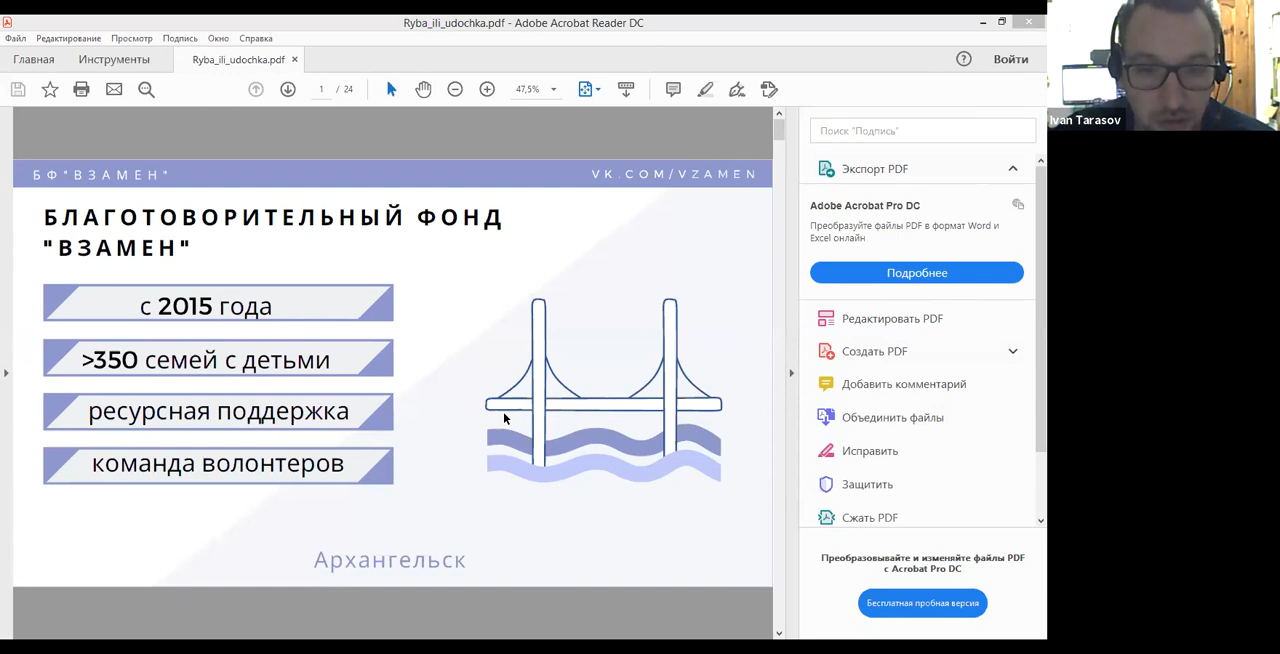 Ryba_ili_udochka.pdf - Adobe Acrobat Reader DC
Файл Редактирование Просмотр Подпись Окно Справка
Главная Инструменты Ryba_ili_udochka.pdf × Войти
1 / 24 47,5%
БФ"ВЗАМЕН" VK.COM/VZAMEN
БЛАГОТВОРИТЕЛЬНЫЙ ФОНД
"ВЗАМЕН"
с 2015 года
>350 семей с детьми
ресурсная поддержка
команда волонтеров
Архангельск
Поиск "Подпись"
Экспорт PDF
Adobe Acrobat Pro DC
Преобразуйте файлы PDF в формат Word и
Excel онлайн
Подробнее
Редактировать PDF
Создать PDF
Добавить комментарий
Объединить файлы
Исправить
Защитить
Сжать PDF
Преобразовывайте и изменяйте файлы PDF
с Acrobat Pro DC
Бесплатная пробная версия
Ivan Tarasov